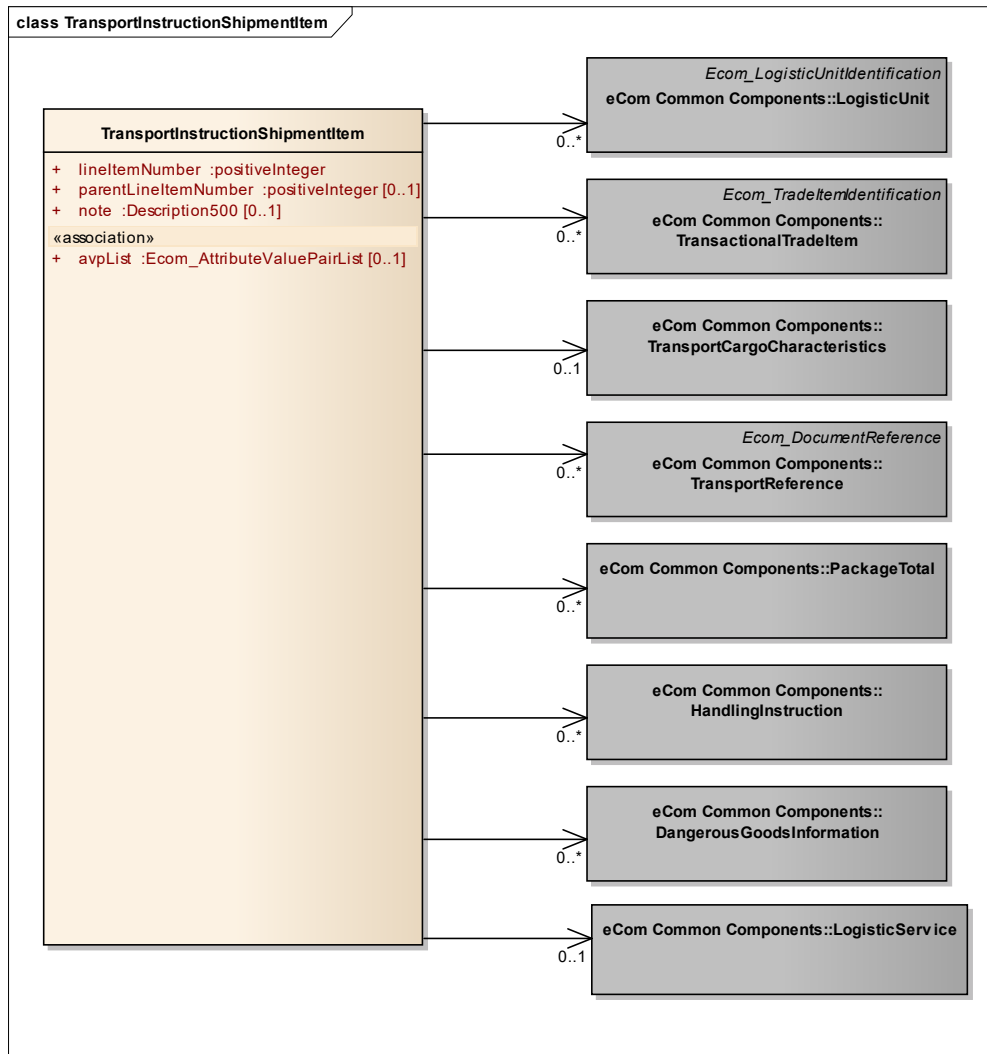 class TransportInstructionShipmentItem
TransportInstructionShipmentItem
+ lineItemNumber :positiveInteger
+ parentLineItemNumber :positiveInteger [0..1]
+ note :Description500 [0..1]
«association»
+ avpList :Ecom_AttributeValuePairList [0..1]
Ecom_LogisticUnitIdentification
eCom Common Components::LogisticUnit
0..*
Ecom_TradeItemIdentification
eCom Common Components::
TransactionalTradeItem
0..*
eCom Common Components::
TransportCargoCharacteristics
0..1
Ecom_DocumentReference
eCom Common Components::
TransportReference
0..*
eCom Common Components::PackageTotal
0..*
eCom Common Components::
HandlingInstruction
0..*
eCom Common Components::
DangerousGoodsInformation
0..*
eCom Common Components::LogisticService
0..1